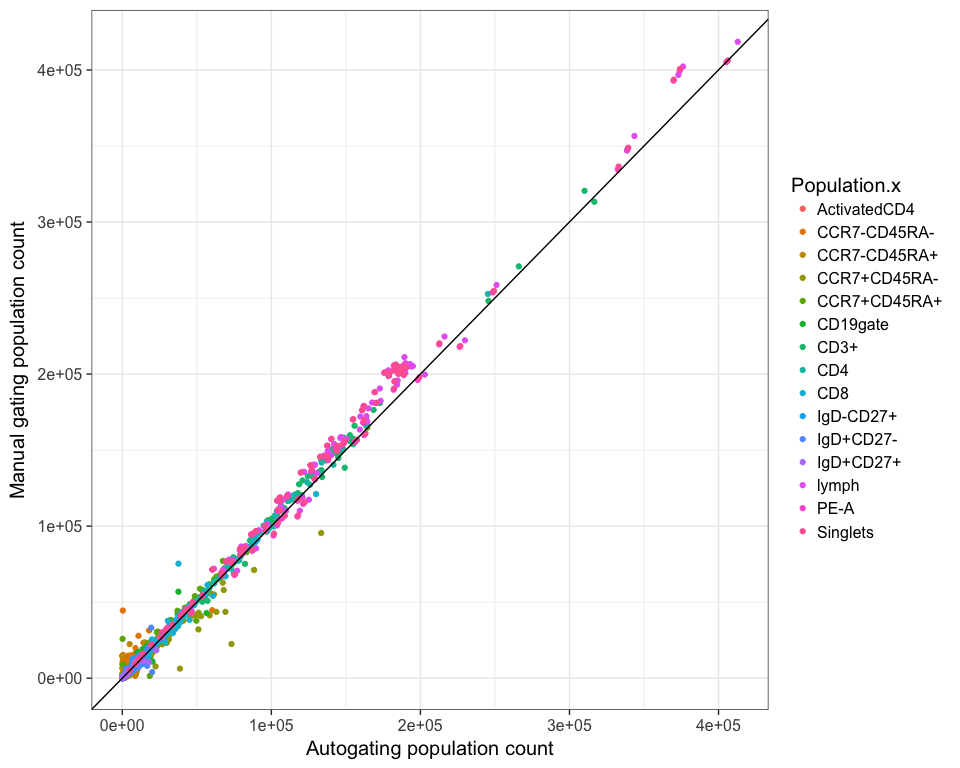 4e+05
3e+05
2e+05
1e+05
0e+00
Manual gating population count
0e+00 1e+05 2e+05 3e+05 4e+05
Autogating population count
Population.x
ActivatedCD4
CCR7-CD45RA-
CCR7-CD45RA+
CCR7+CD45RA-
CCR7+CD45RA+
CD19gate
CD3+
CD4
CD8
IgD-CD27+
IgD+CD27-
IgD+CD27+
lymph
PE-A
Singlets